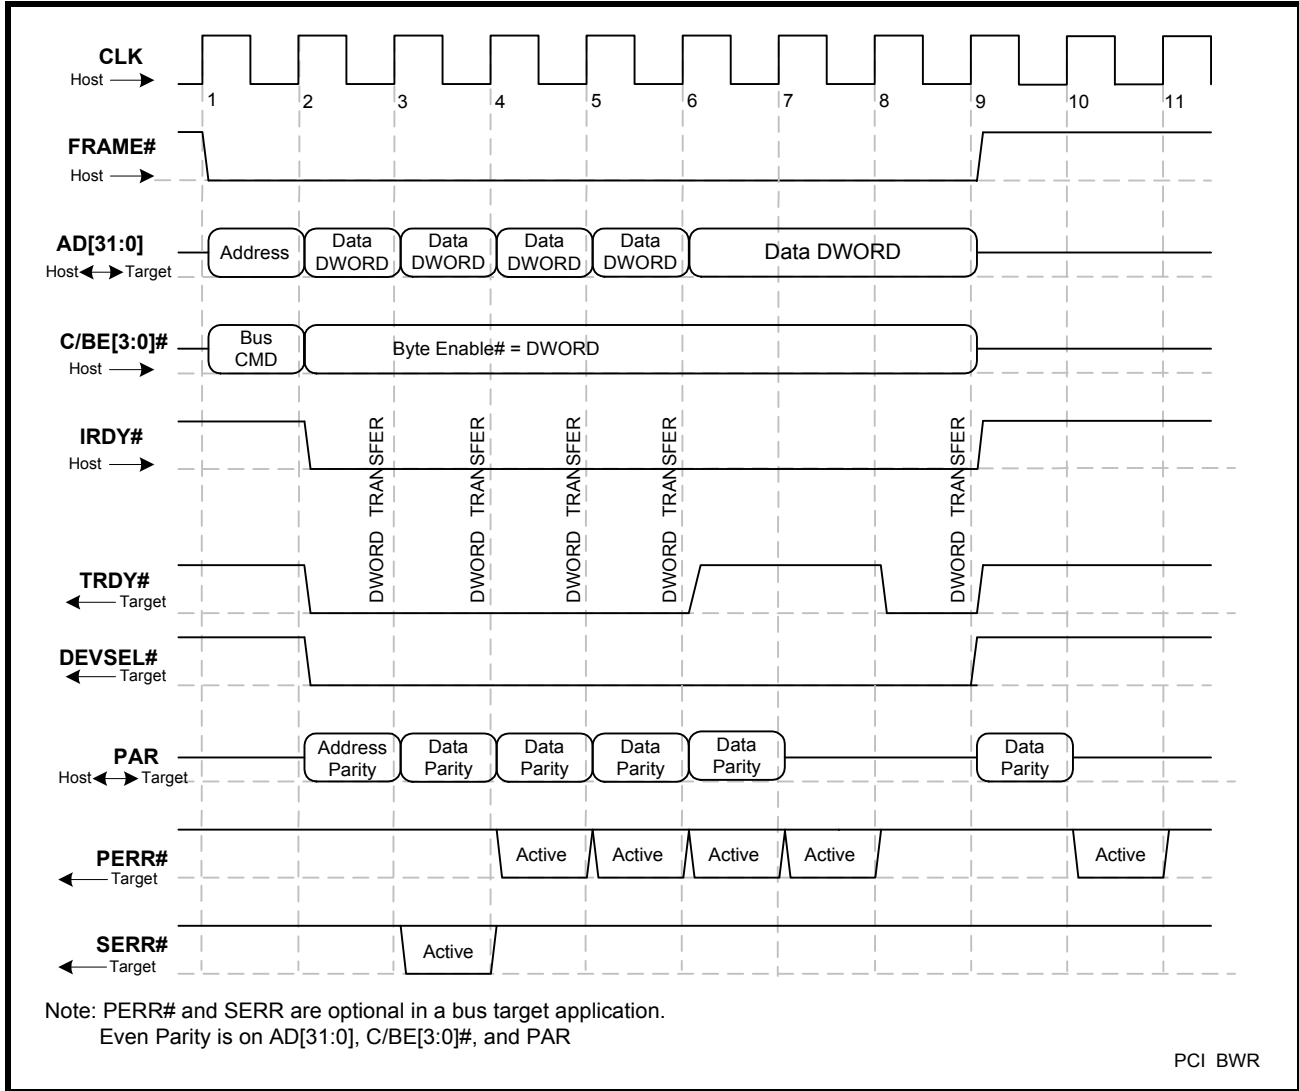 CLK
Host
1 2 3 4 5 6 7 8 9 10 11
FRAME#
Host
AD[31:0]
Host Target
Address
Data
DWORD
Data
DWORD
Data
DWORD
Data
DWORD
Data DWORD
C/BE[3:0]#
Host
Bus
CMD
Byte Enable# = DWORD
IRDY#
Host
DWORD TRANSFER
DWORD TRANSFER
DWORD TRANSFER
DWORD TRANSFER
DWORD TRANSFER
TRDY#
Target
DEVSEL#
Target
PAR
Host Target
Address
Parity
Data
Parity
Data
Parity
Data
Parity
Data
Parity
Data
Parity
PERR#
Target
Active Active Active Active Active
SERR#
Target
Active
Note: PERR# and SERR are optional in a bus target application.
Even Parity is on AD[31:0], C/BE[3:0]#, and PAR
PCI BWR